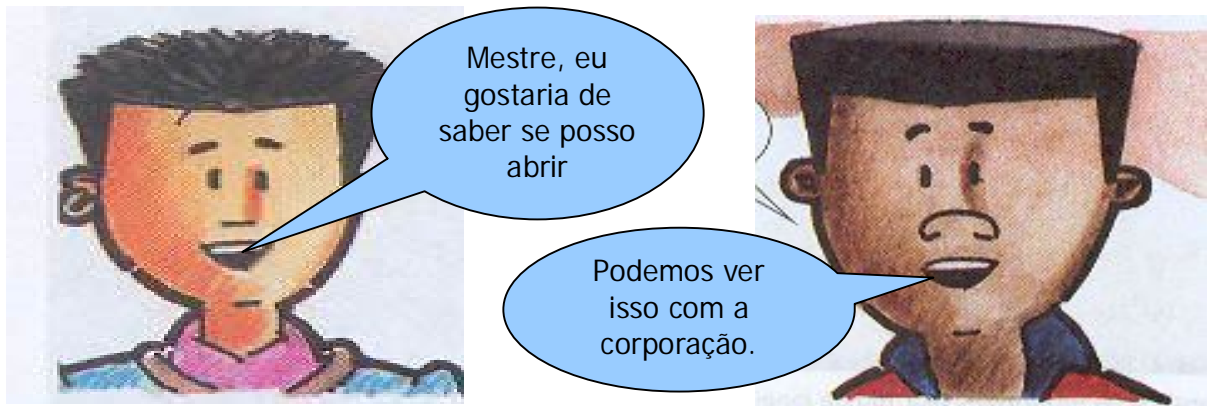 Mestre, eu
gostaria de
saber se posso
abrir
Podemos ver
isso com a
corporação.